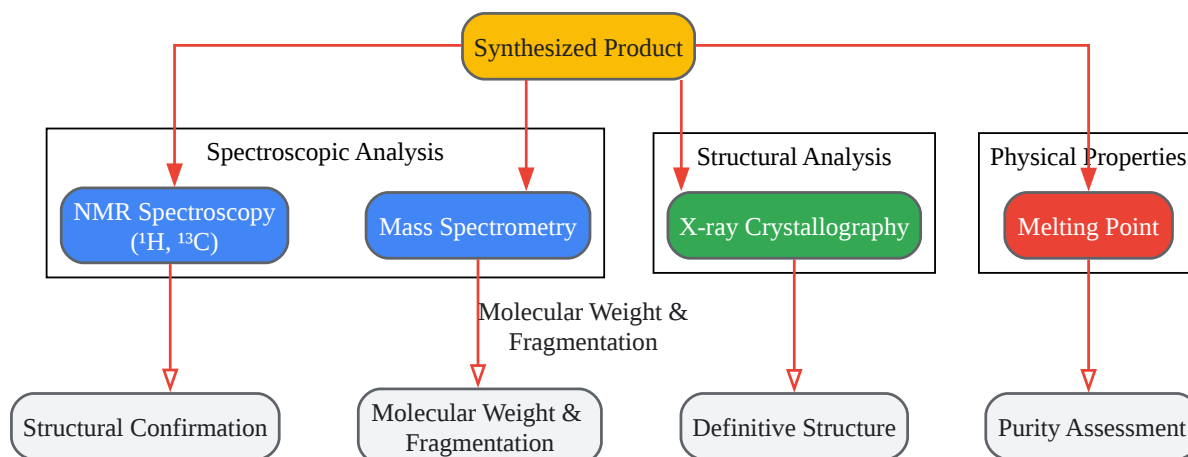 Synthesized Product
Spectroscopic Analysis
Structural Analysis
Physical Properties
NMR Spectroscopy
(¹H, ¹³C)
Mass Spectrometry
X-ray Crystallography
Melting Point
Molecular Weight &
Fragmentation
Structural Confirmation
Molecular Weight &
Fragmentation
Definitive Structure
Purity Assessment